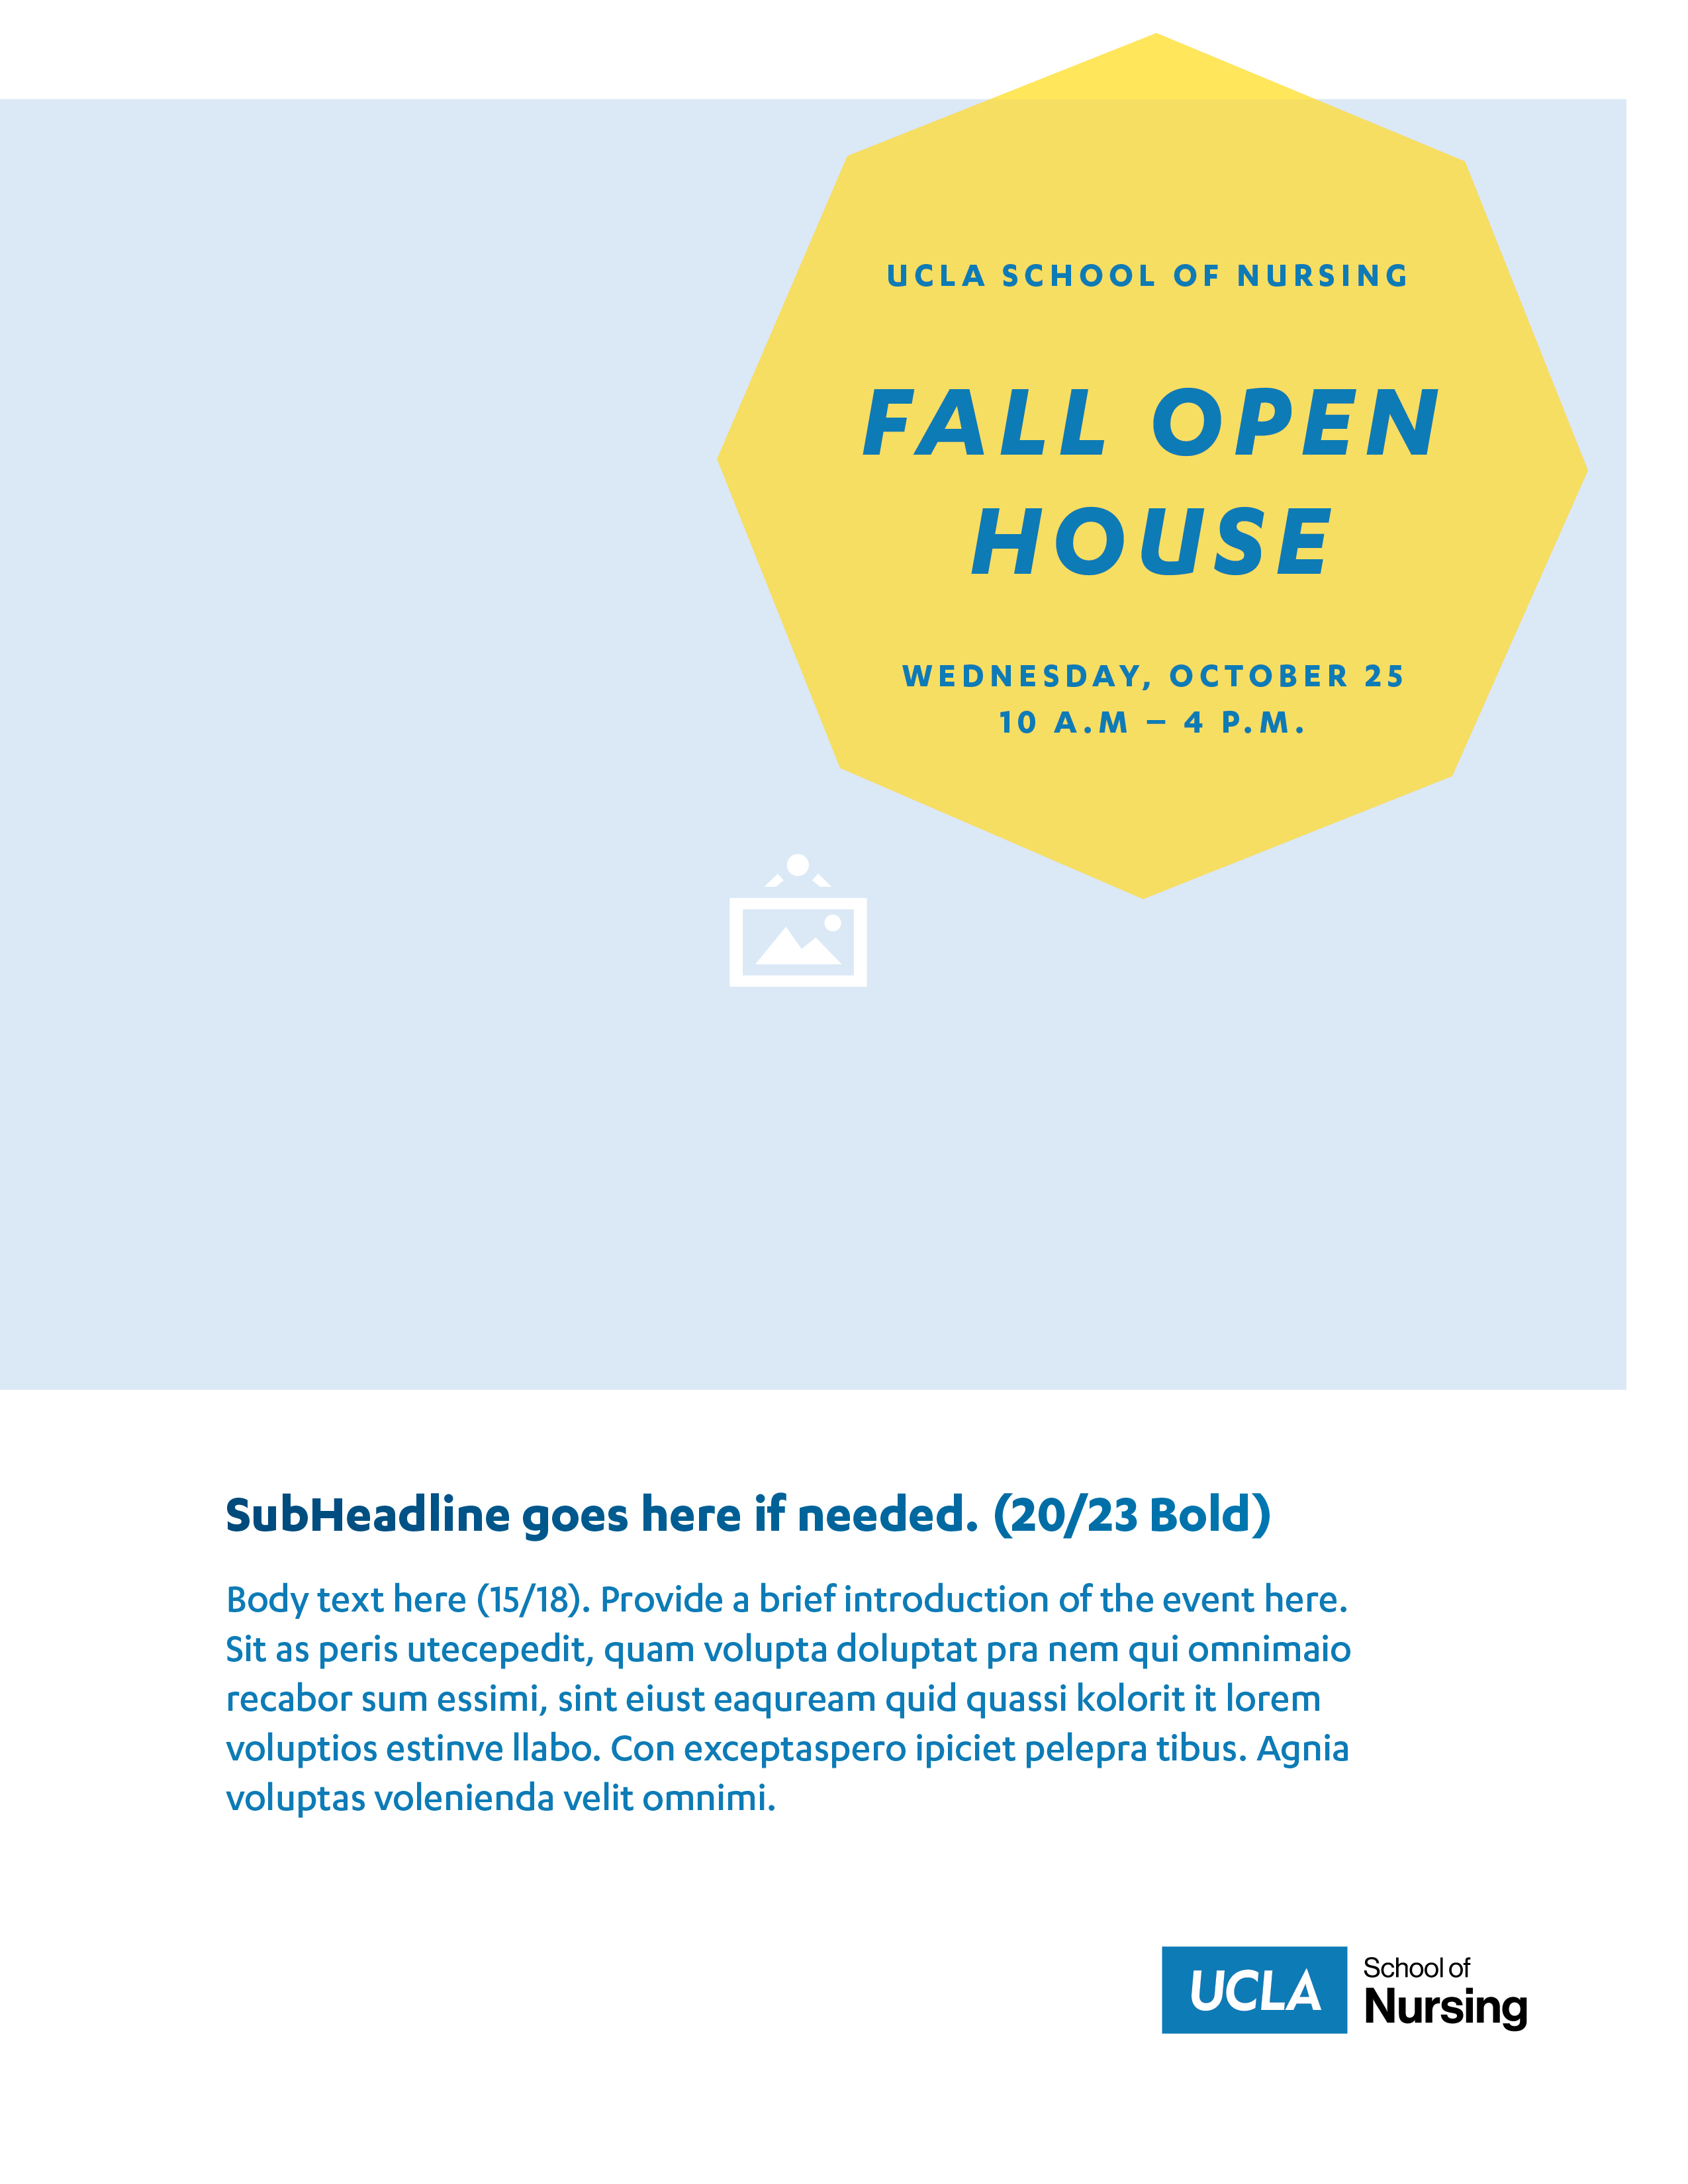 UCLA SCHOOL OF NURSING
FALL OPEN
HOUSE
WEDNESDAY, OCTOBER 25
10 A.M – 4 P.M.
SubHeadline goes here if needed. (20/23 Bold)
Body text here (15/18). Provide a brief introduction of the event here.
Sit as peris utecepedit, quam volupta doluptat pra nem qui omnimaio
recabor sum essimi, sint eiust eaquream quid quassi kolorit it lorem
voluptios estinve llabo. Con exceptaspero ipiciet pelepra tibus. Agnia
voluptas volenienda velit omnimi.
UCLA School of
Nursing